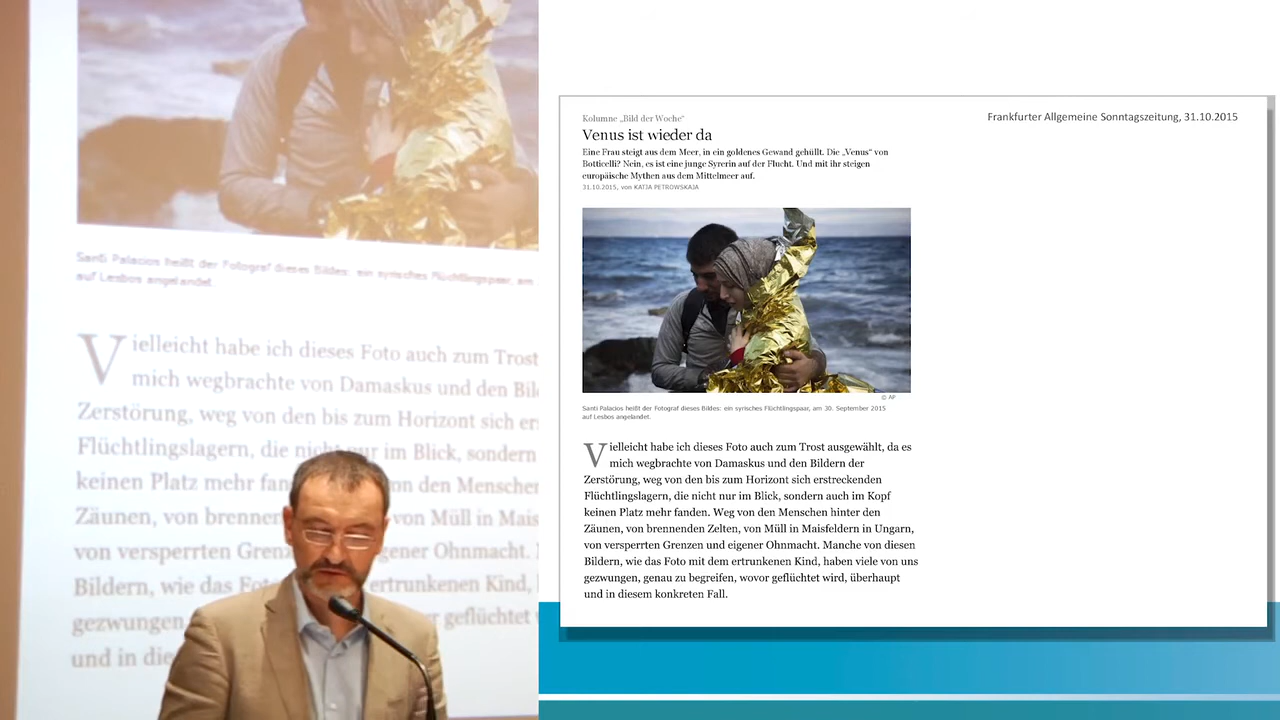 Santi Palacios heißt der Fotograf dieses Bildes: ein syrisches Flüchtlingspaar, am
auf Lesbos angelandet.
Vielleicht habe ich dieses Foto auch zum Trost
mich wegbrachte von Damaskus und den
Zerstörung, weg von den bis zum Horizont sich
Flüchtlingslagern, die nicht nur im Blick, sondern
keinen Platz mehr von den Menschen
Zäunen, von von Müll in
von versperrten eigener Ohnmacht.
Bildern, wie das ertrunkenen Kind,
gezwungen, geflüchtet
und in
Kolumne „Bild der Woche“
Venus ist wieder da
Eine Frau steigt aus dem Meer, in ein goldenes Gewand gehüllt. Die „Venus“ von
Botticelli? Nein, es ist eine junge Syrerin auf der Flucht. Und mit ihr steigen
europäische Mythen aus dem Mittelmeer auf.
31.10.2015, von KATJA PETROWSKAJA
Frankfurter Allgemeine Sonntagszeitung, 31.10.2015
© AP
Santi Palacios heißt der Fotograf dieses Bildes: ein syrisches Flüchtlingspaar, am 30. September 2015
auf Lesbos angelandet.
Vielleicht habe ich dieses Foto auch zum Trost ausgewählt, da es
mich wegbrachte von Damaskus und den Bildern der
Zerstörung, weg von den bis zum Horizont sich erstreckenden
Flüchtlingslagern, die nicht nur im Blick, sondern auch im Kopf
keinen Platz mehr fanden. Weg von den Menschen hinter den
Zäunen, von brennenden Zelten, von Müll in Maisfeldern in Ungarn,
von versperrten Grenzen und eigener Ohnmacht. Manche von diesen
Bildern, wie das Foto mit dem ertrunkenen Kind, haben viele von uns
gezwungen, genau zu begreifen, wovor geflüchtet wird, überhaupt
und in diesem konkreten Fall.